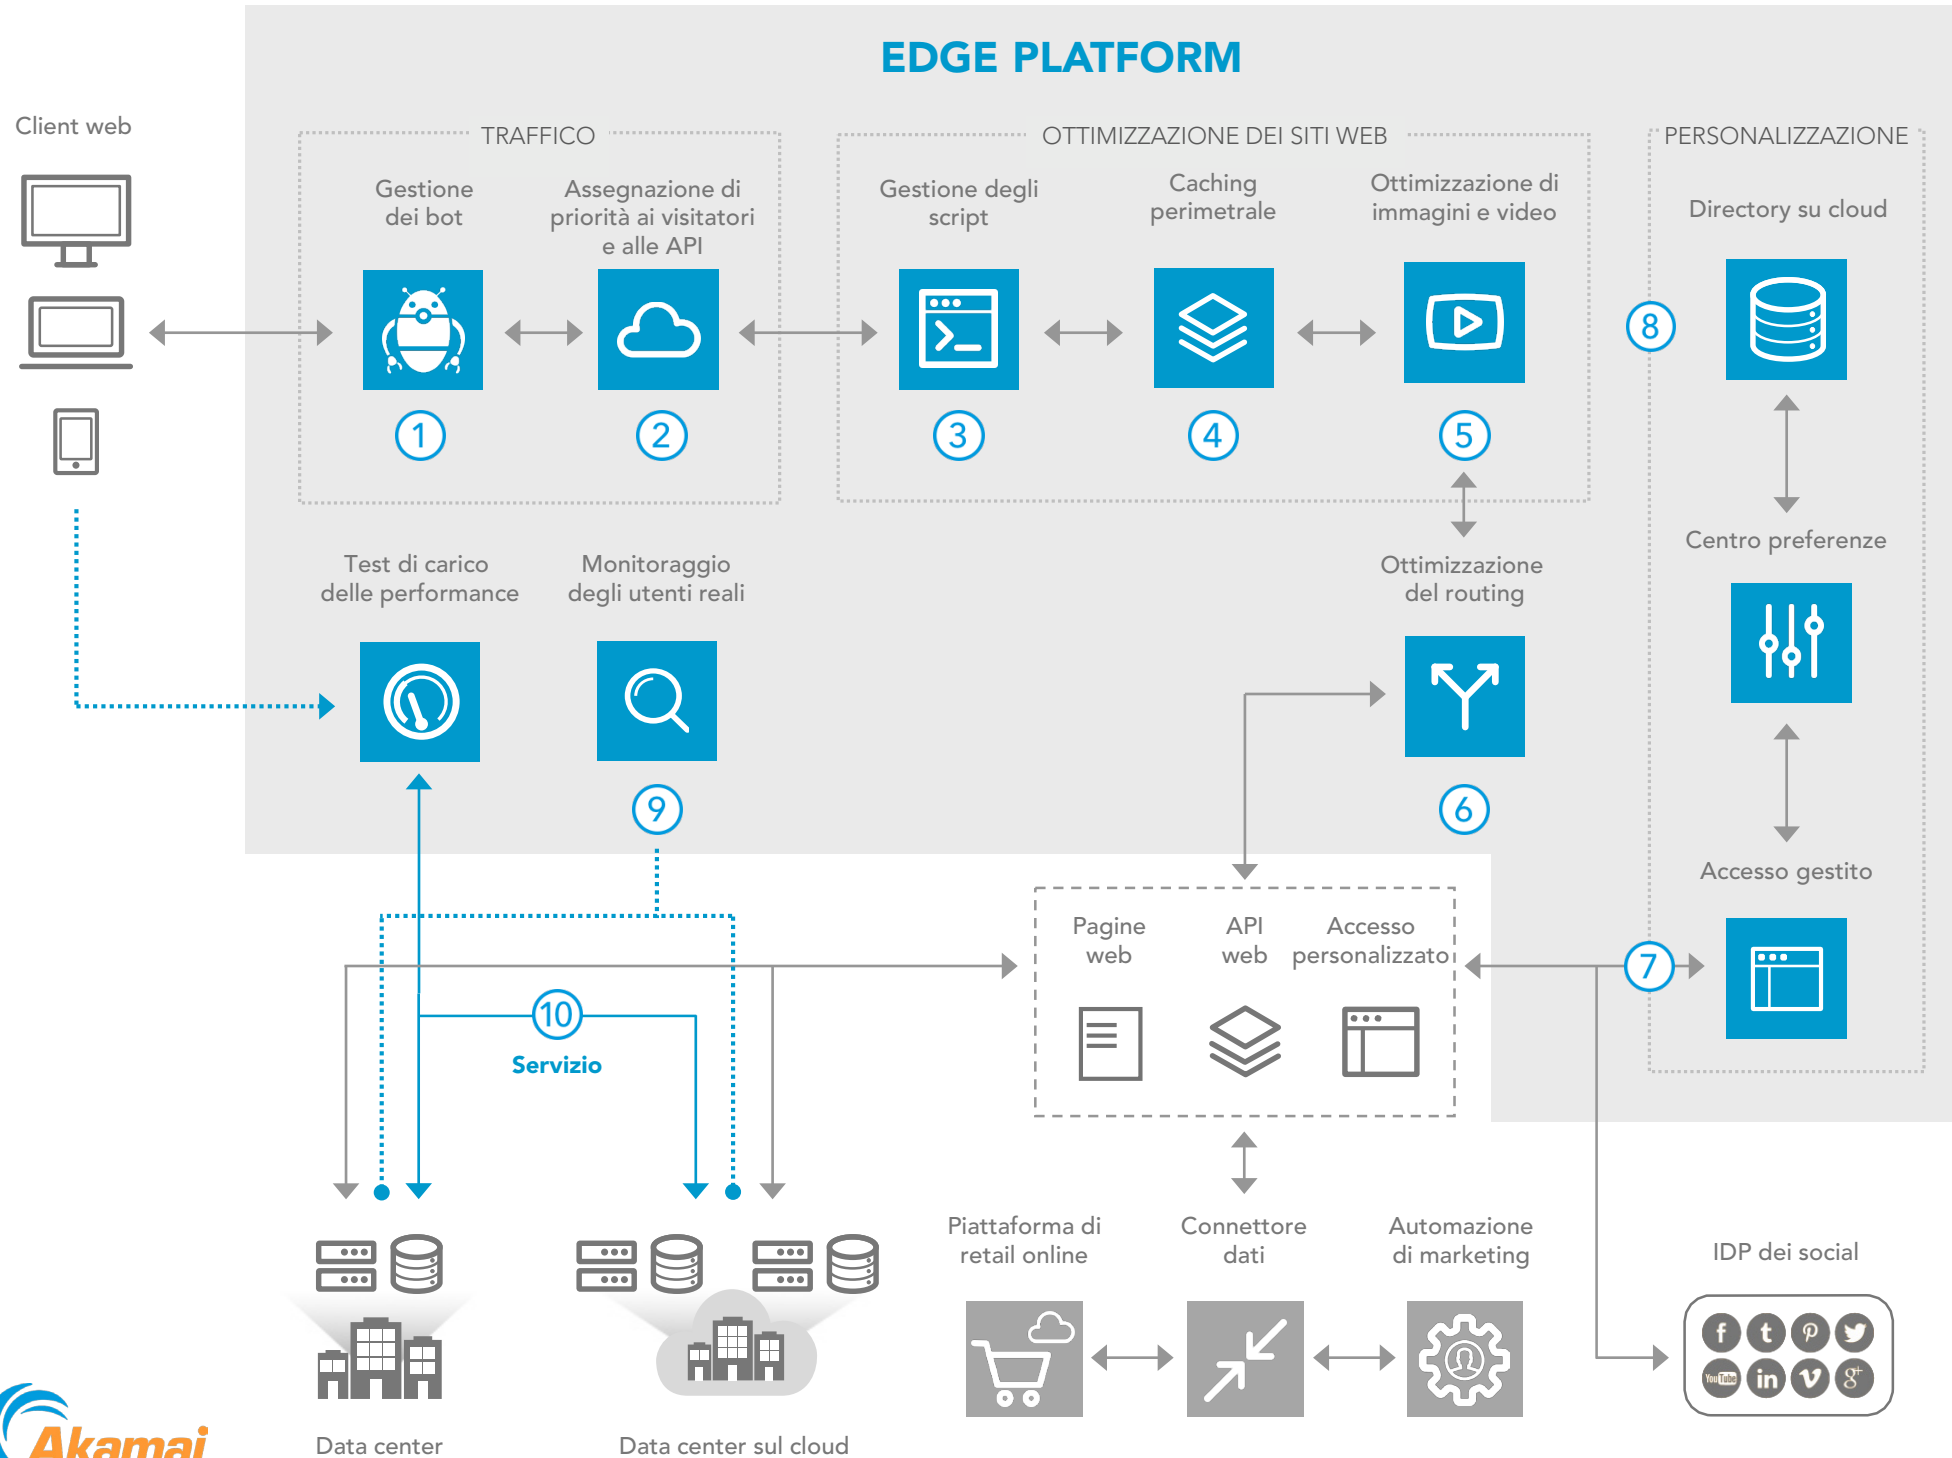 EDGE PLATFORM
Client web
TRAFFICO
OTTIMIZZAZIONE DEI SITI WEB
PERSONALIZZAZIONE
Gestione
dei bot
Assegnazione di
priorità ai visitatori
e alle API
Gestione degli
script
Caching
perimetrale
Ottimizzazione di
immagini e video
Directory su cloud
8
1
2
3
4
5
Test di carico
delle performance
Monitoraggio
degli utenti reali
Ottimizzazione
del routing
Centro preferenze
9
6
Accesso gestito
Pagine
web
API
web
Accesso
personalizzato
7
10
Servizio
Piattaforma di
retail online
Connettore
dati
Automazione
di marketing
IDP dei social
f t P
You Tube in v g+
Akamai
Data center
Data center sul cloud